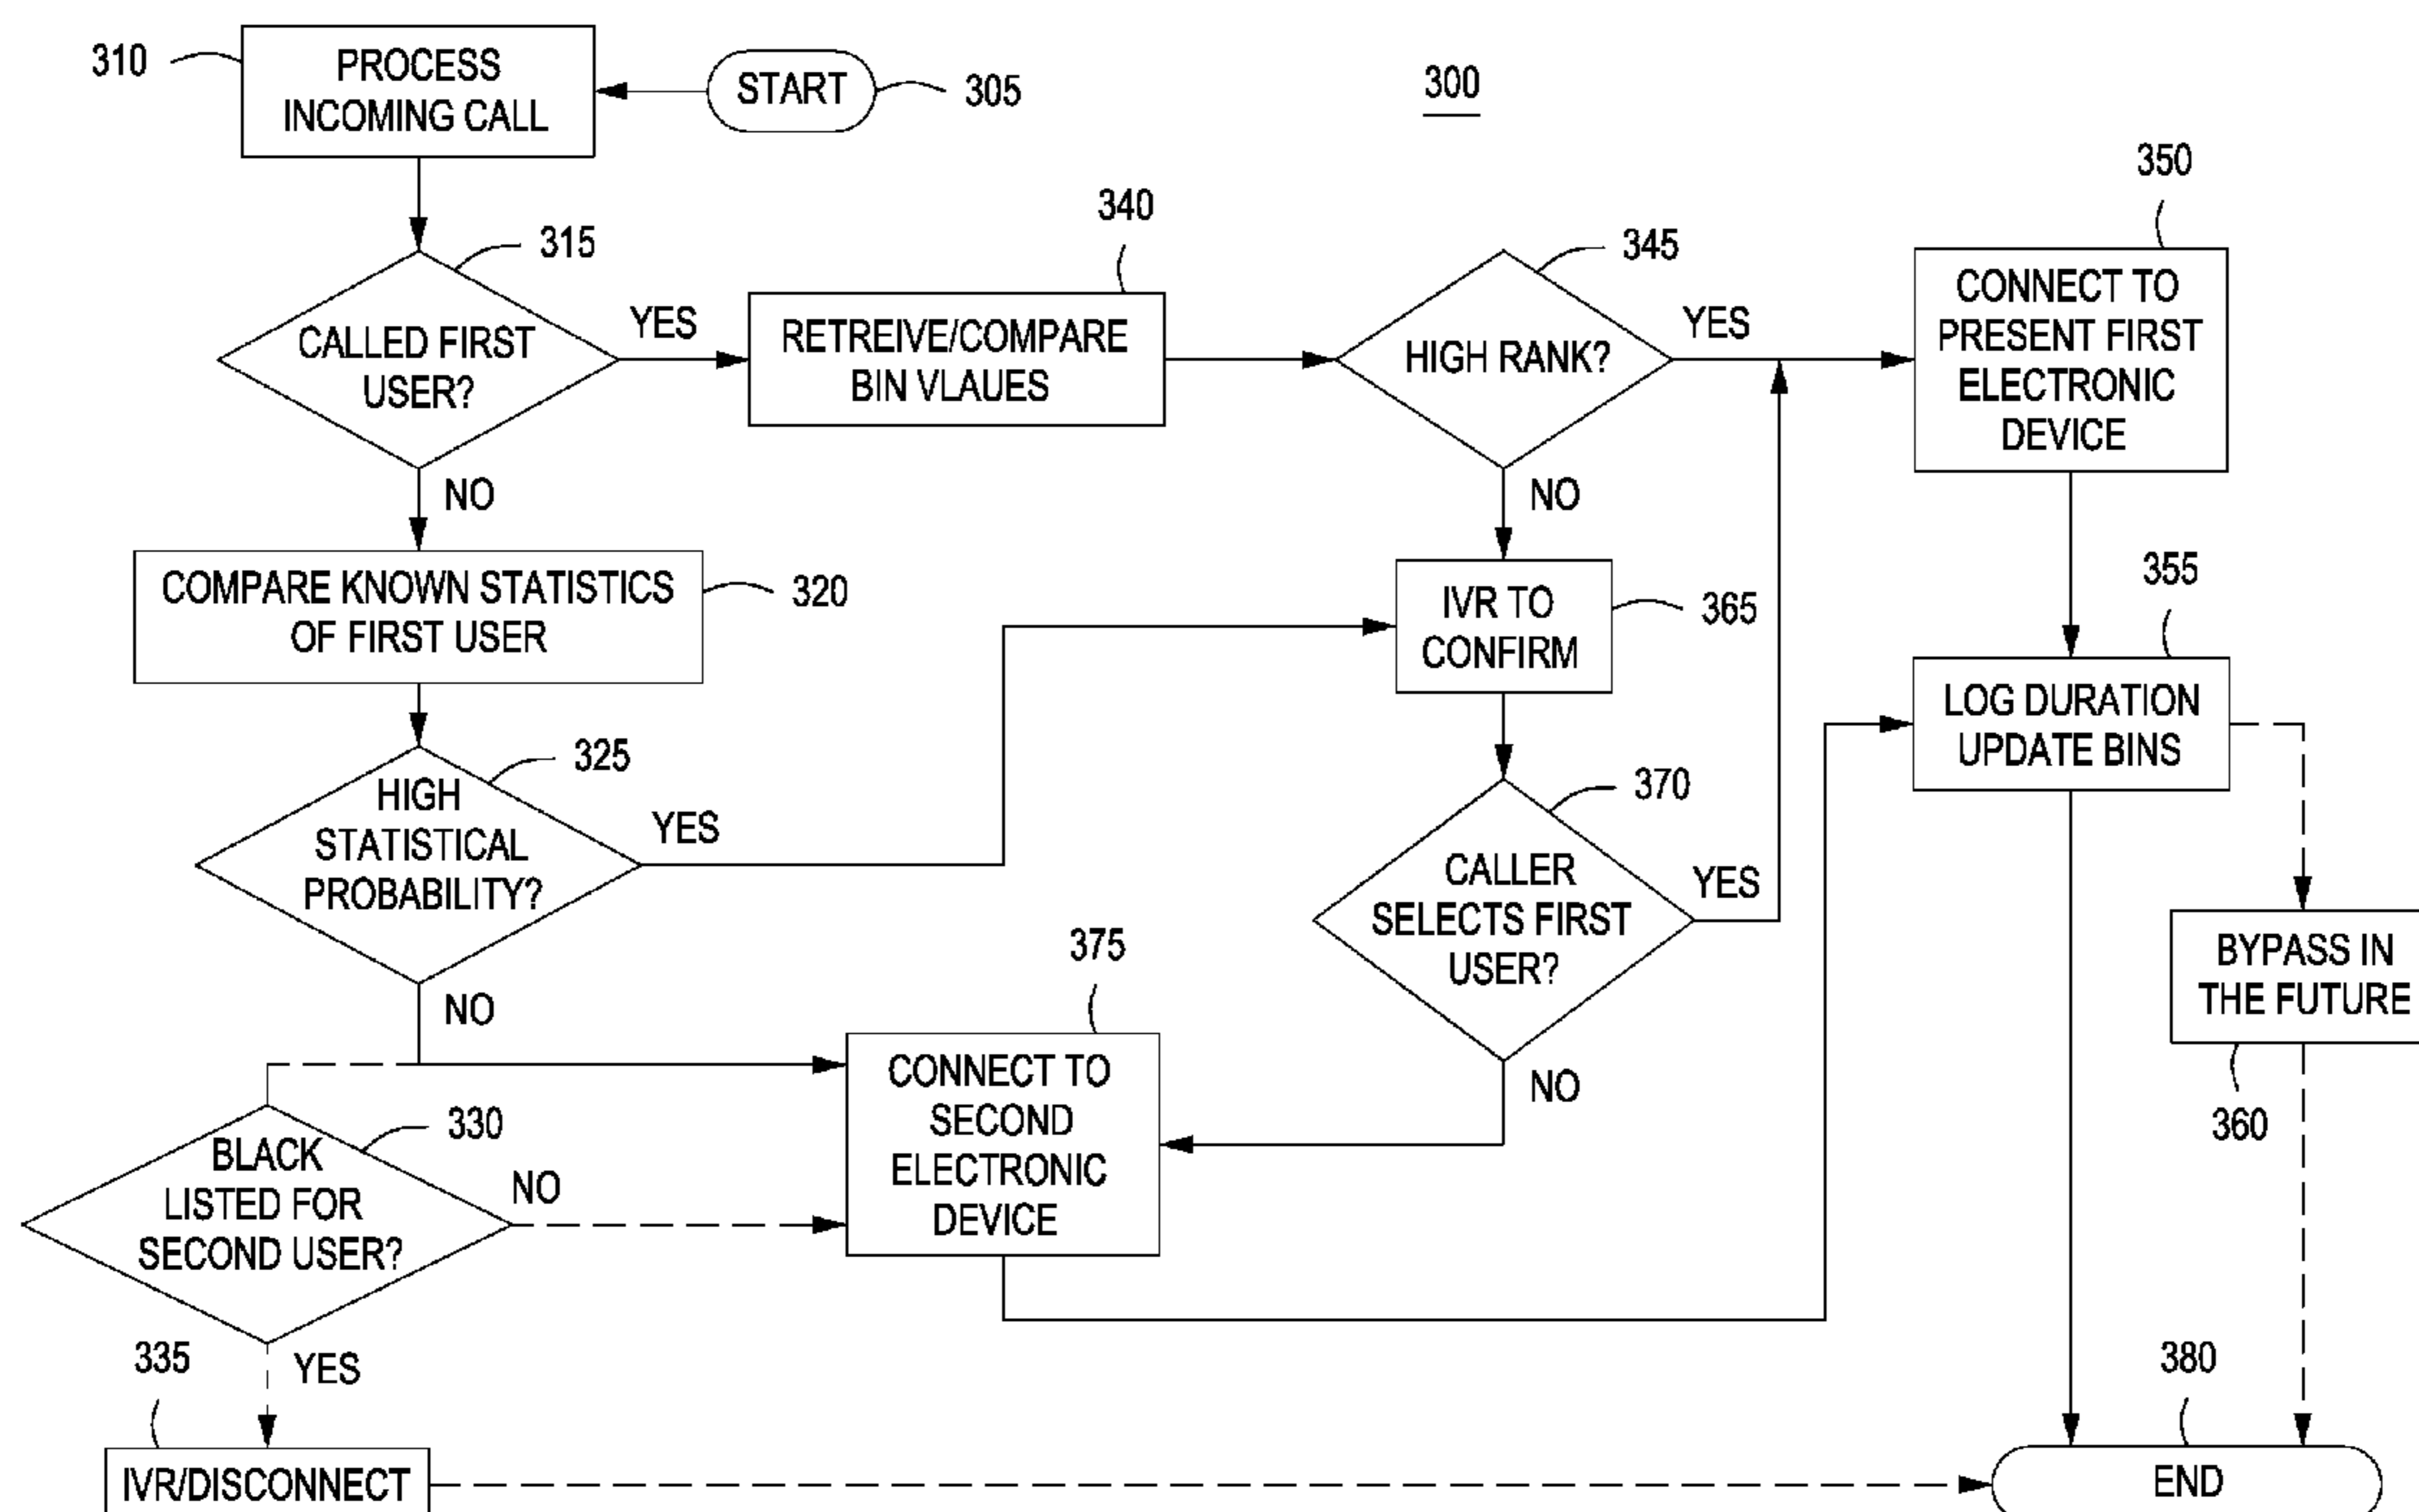 310
PROCESS
INCOMING CALL
START
305
300
315
CALLED FIRST
USER?
YES
NO
340
RETREIVE/COMPARE
BIN VLAUES
345
HIGH RANK?
YES
NO
350
CONNECT TO
PRESENT FIRST
ELECTRONIC
DEVICE
COMPARE KNOWN STATISTICS
OF FIRST USER
320
IVR TO
CONFIRM
365
355
LOG DURATION
UPDATE BINS
325
HIGH
STATISTICAL
PROBABILITY?
YES
NO
370
CALLER
SELECTS FIRST
USER?
YES
NO
375
CONNECT TO
SECOND
ELECTRONIC
DEVICE
BYPASS IN
THE FUTURE
360
330
BLACK
LISTED FOR
SECOND USER?
NO
YES
335
IVR/DISCONNECT
380
END